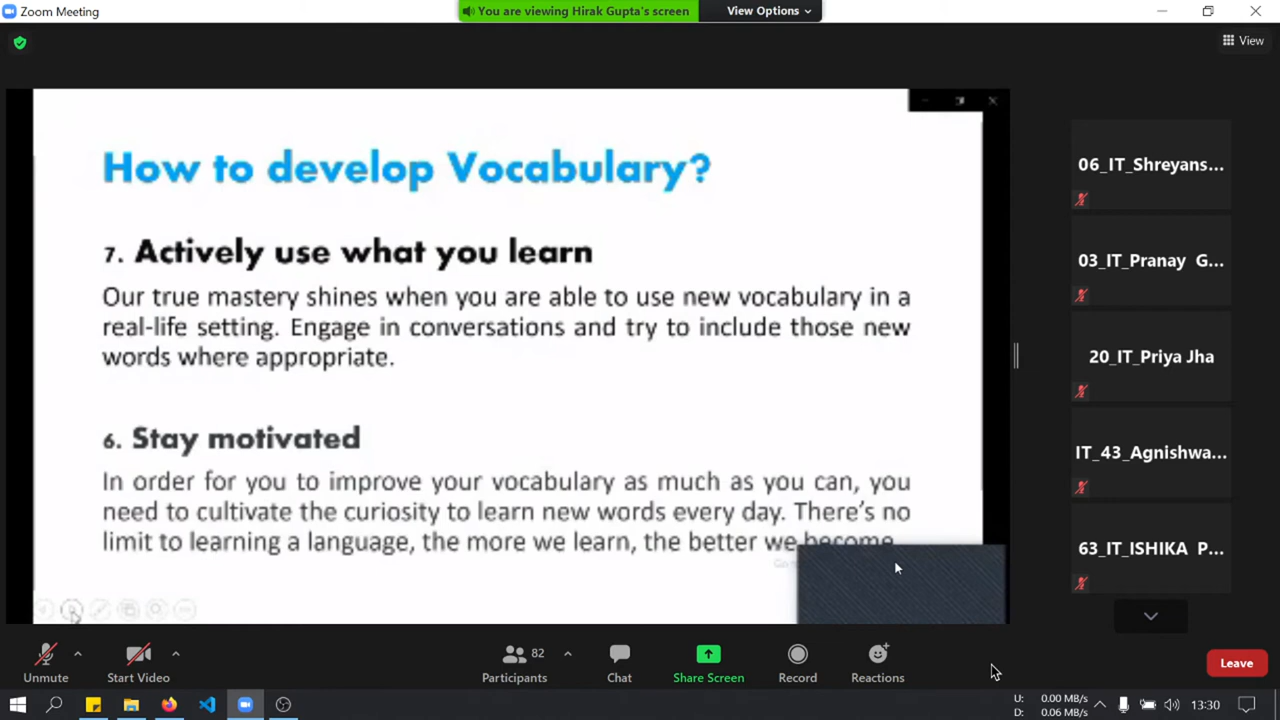 Zoom Meeting
You are viewing Hirak Gupta's screen
View Options
View
How to develop Vocabulary?
7. Actively use what you learn
Our true mastery shines when you are able to use new vocabulary in a
real-life setting. Engage in conversations and try to include those new
words where appropriate.
6. Stay motivated
In order for you to improve your vocabulary as much as you can, you
need to cultivate the curiosity to learn new words every day. There's no
limit to learning a language, the more we learn, the better we become
06_IT_Shreyans...
03_IT_Pranay G...
20_IT_Priya Jha
IT_43_Agnishwa...
63_IT_ISHIKA P...
Unmute
Start Video
82
Participants
Chat
Share Screen
Record
Reactions
Leave
U: 0.00 MB/s
D: 0.06 MB/s
13:30